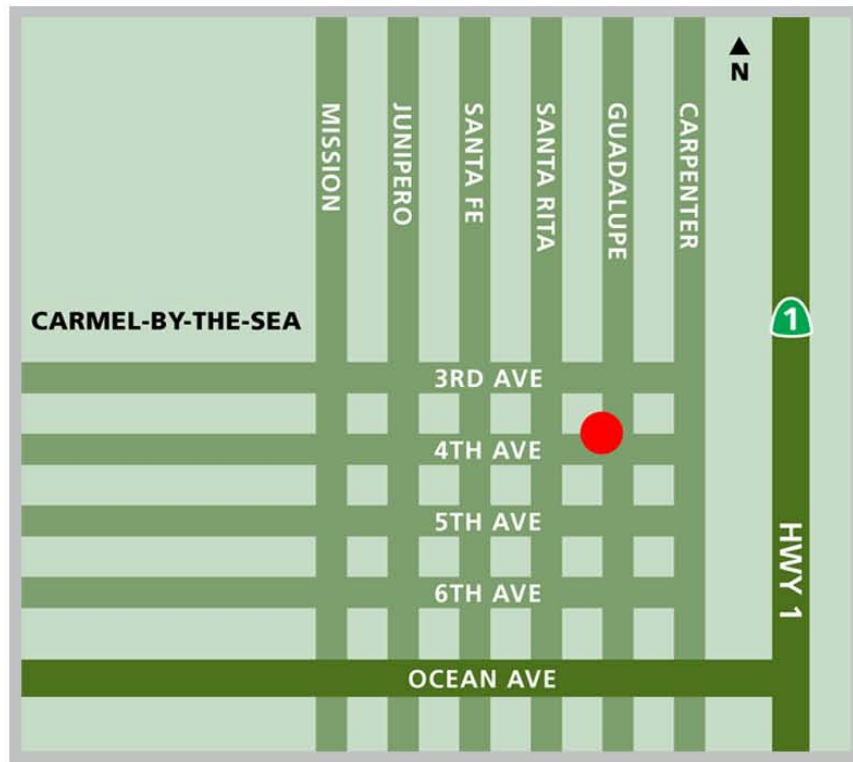 N
MISSION
JUNIPERO
SANTA FE
SANTA RITA
GUADALUPE
CARPENTER
CARMEL-BY-THE-SEA
1
3RD AVE
4TH AVE
5TH AVE
HWY 1
6TH AVE
OCEAN AVE